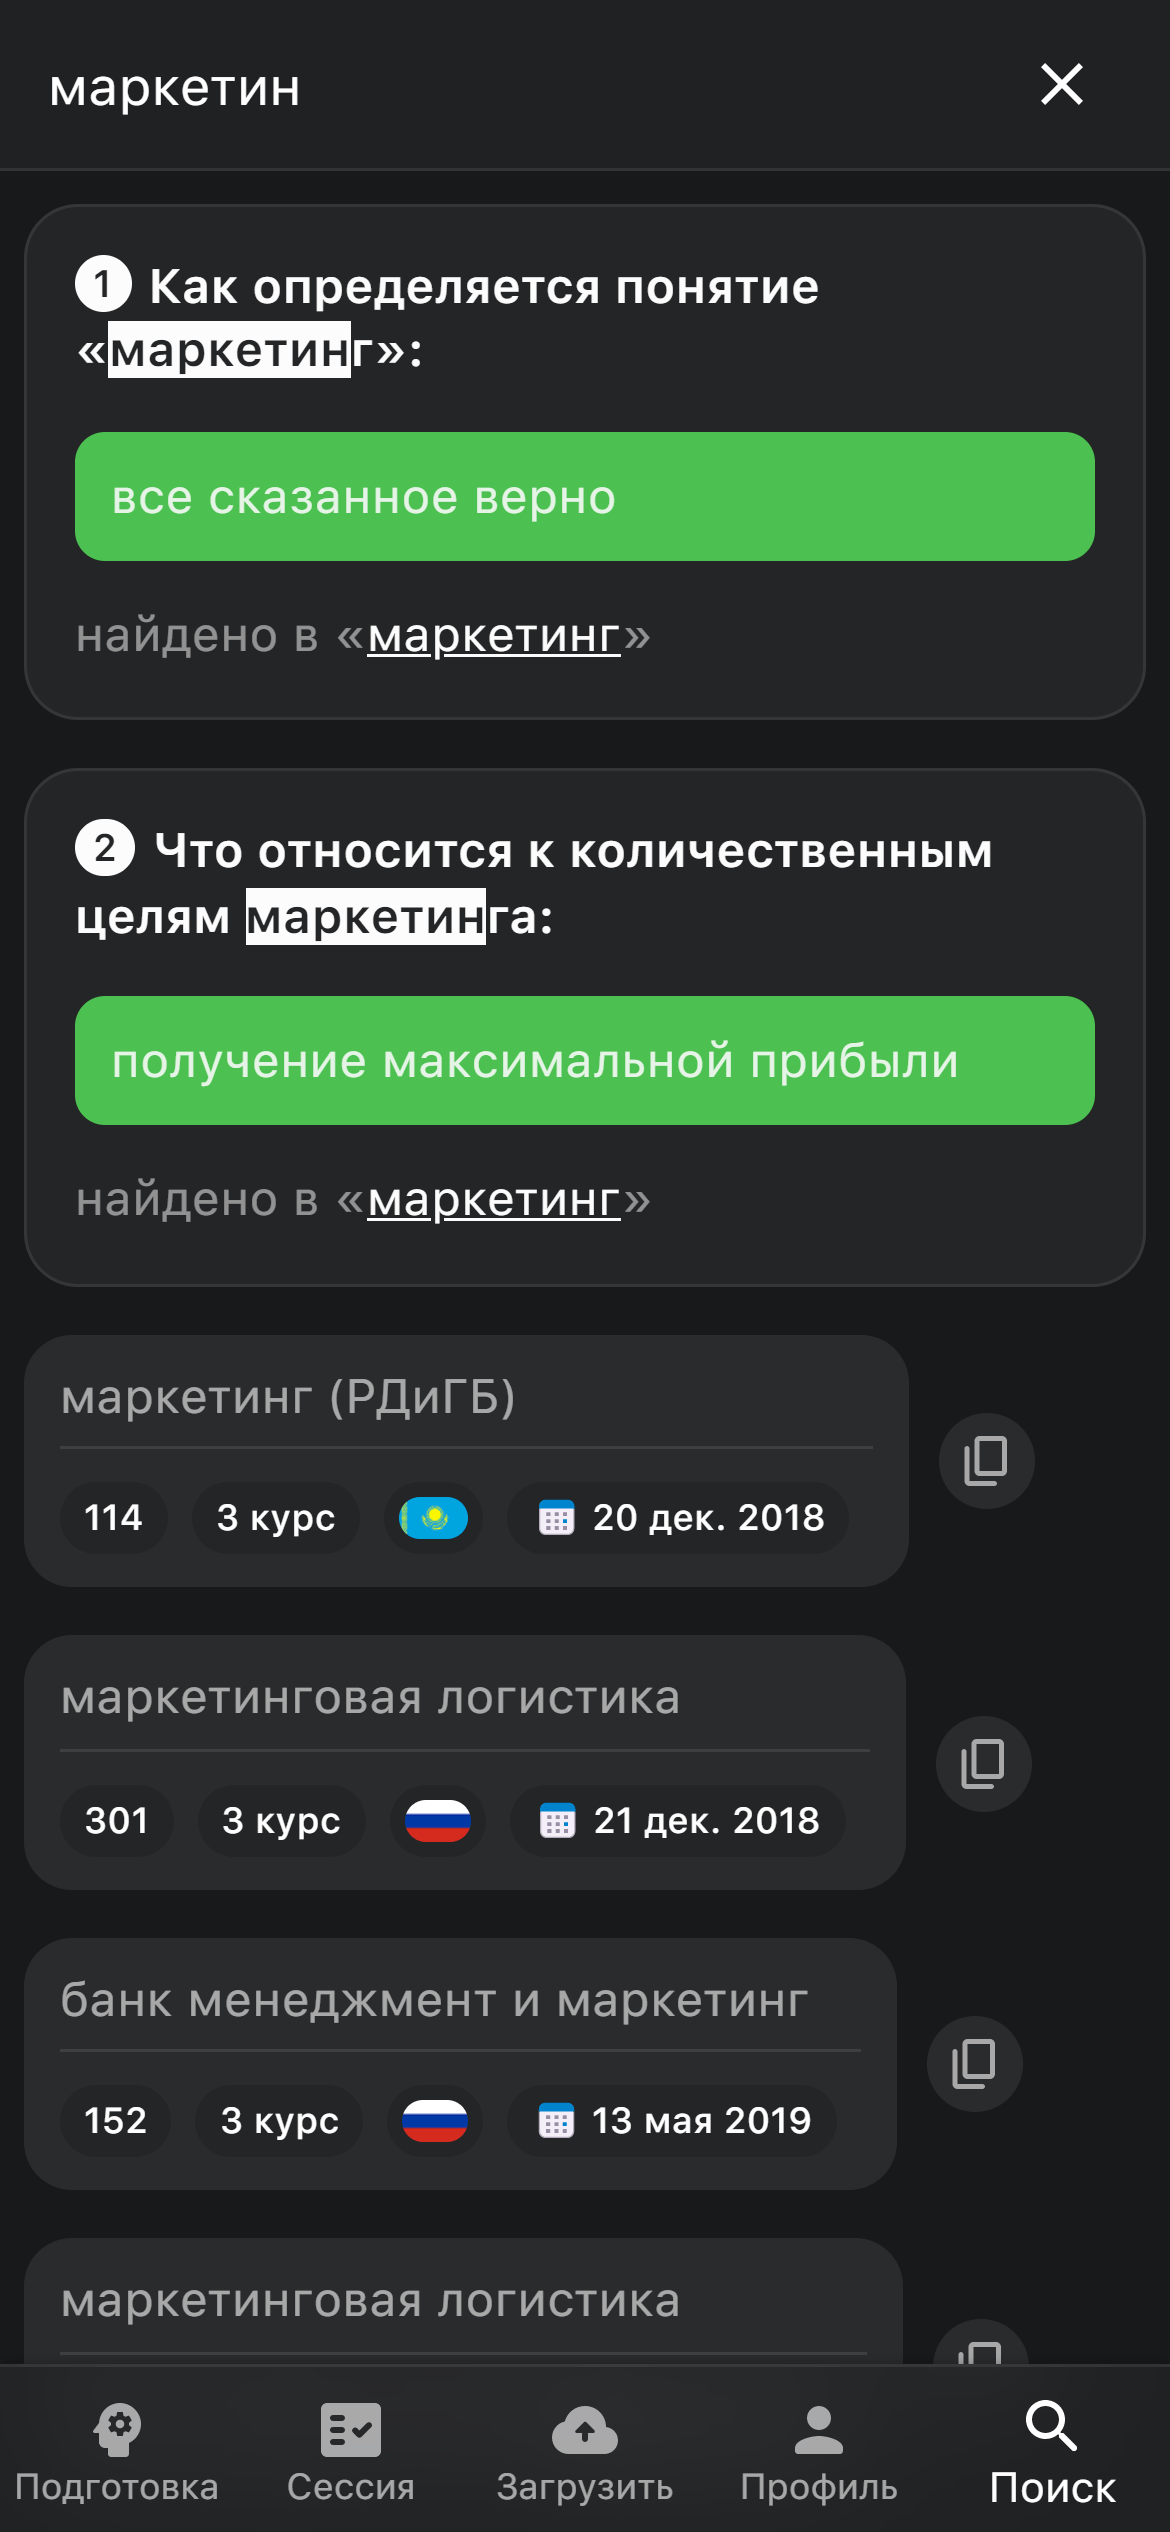 маркетин
1 Как определяется понятие
«маркетинг»:
все сказанное верно
найдено в «маркетинг»
2 Что относится к количественным
целям маркетинга:
получение максимальной прибыли
найдено в «маркетинг»
маркетинг (РДиГБ)
114 3 курс 20 дек. 2018
маркетинговая логистика
301 3 курс 21 дек. 2018
банк менеджмент и маркетинг
152 3 курс 13 мая 2019
маркетинговая логистика
Подготовка Сессия Загрузить Профиль Поиск